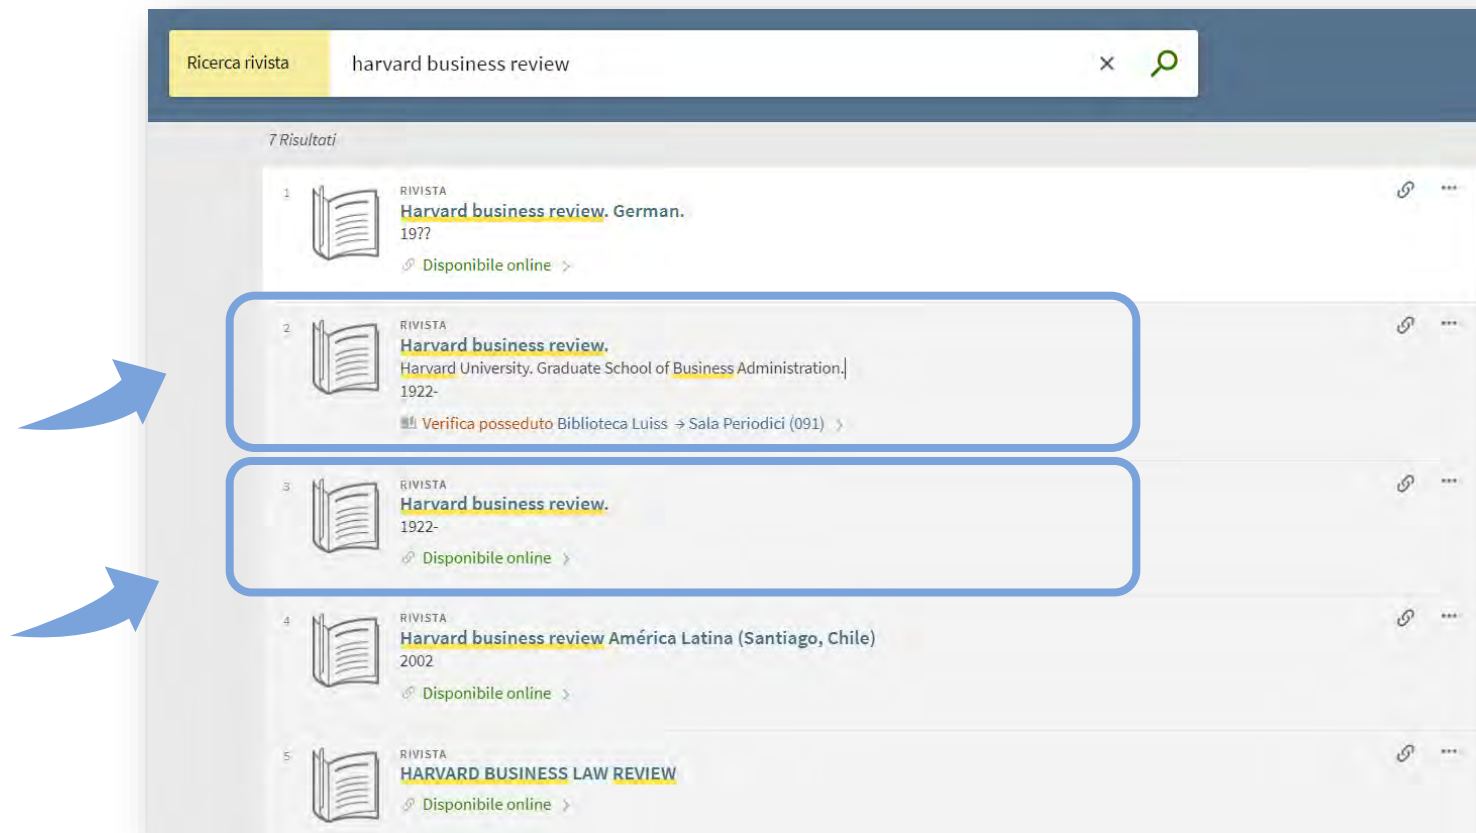 Ricerca rivista
harvard business review
7 Risultati
1
RIVISTA
Harvard business review. German.
19??
Disponibile online
2
RIVISTA
Harvard business review.
Harvard University. Graduate School of Business Administration.
1922-
Verifica posseduto Biblioteca Luiss → Sala Periodici (091)
3
RIVISTA
Harvard business review.
1922-
Disponibile online
4
RIVISTA
Harvard business review América Latina (Santiago, Chile)
2002
Disponibile online
5
RIVISTA
HARVARD BUSINESS LAW REVIEW
Disponibile online